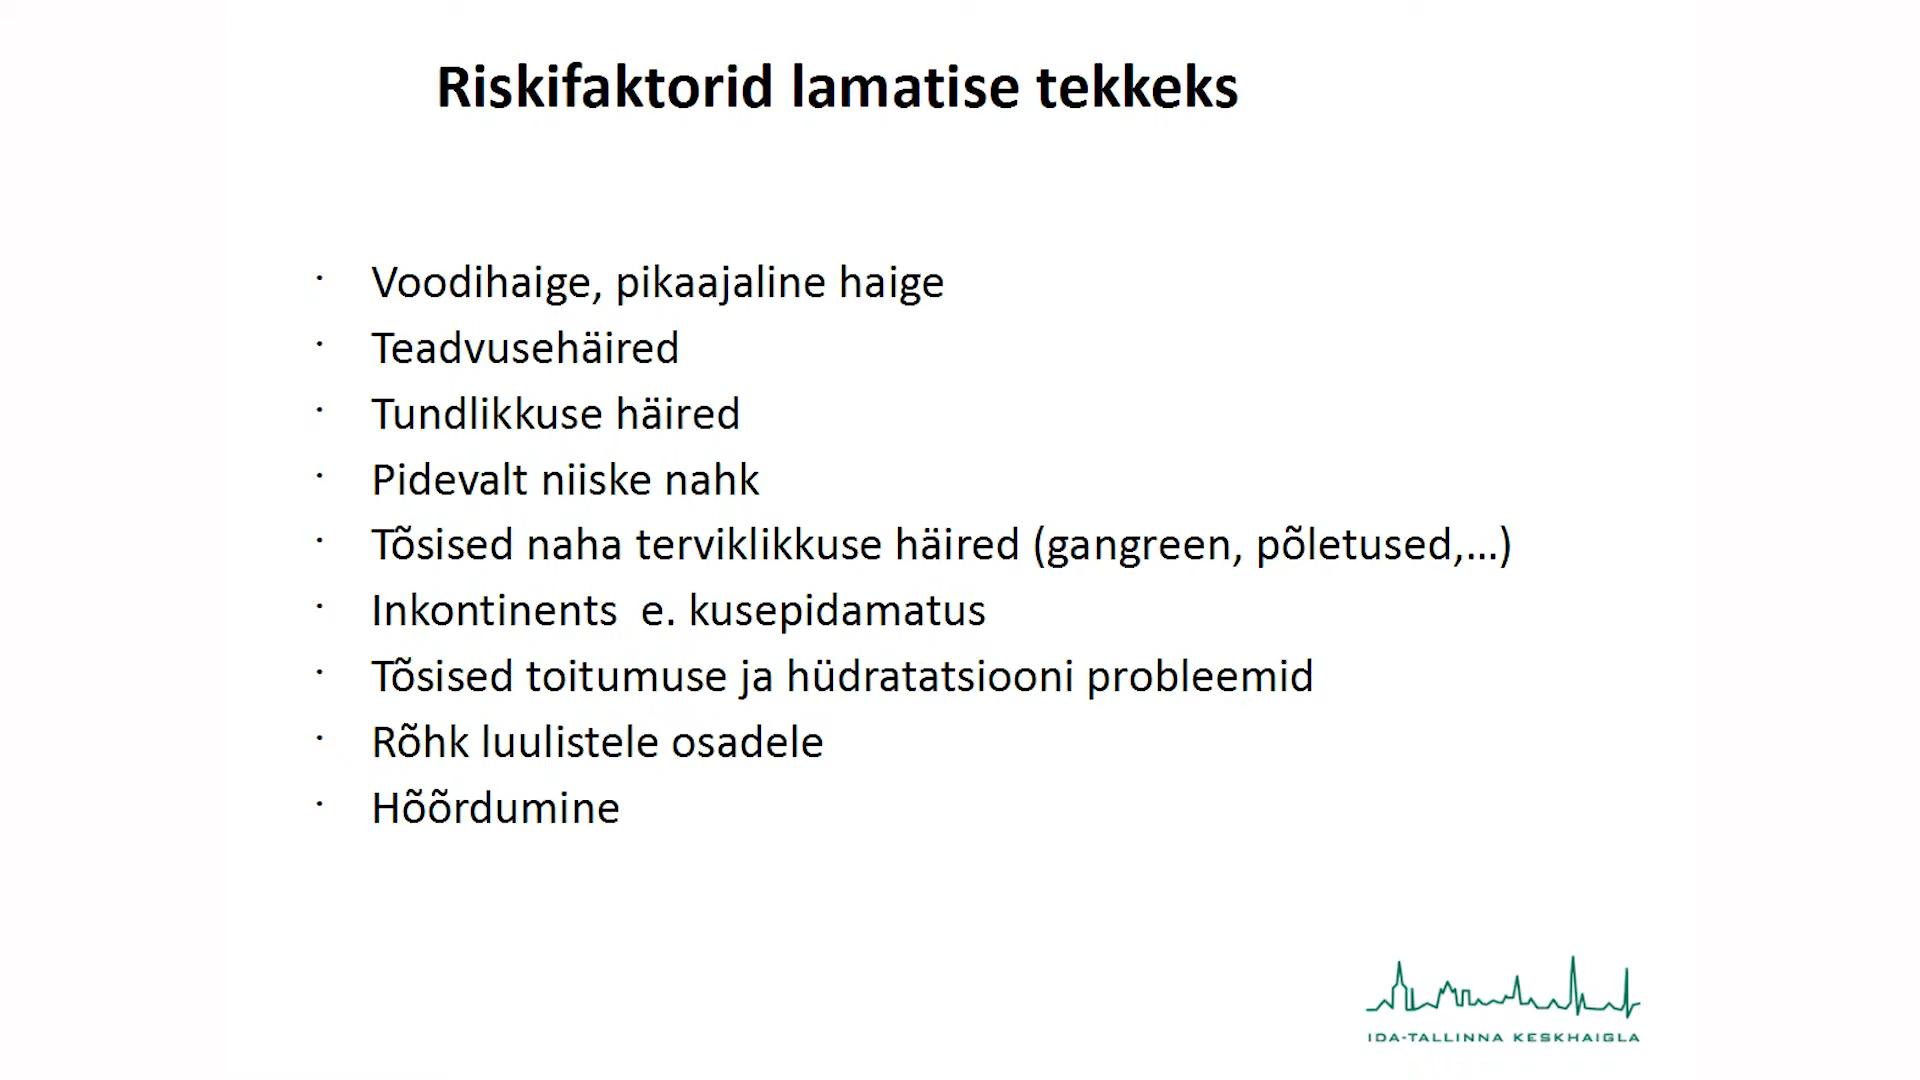 Riskifaktorid lamatise tekkeks
· Voodihaige, pikaajaline haige
· Teadvusehäired
· Tundlikkuse häired
· Pidevalt niiske nahk
· Tõsised naha terviklikkuse häired (gangreen, põletused,...)
· Inkontinents  e. kusepidamatus
· Tõsised toitumuse ja hüdratatsiooni probleemid
· Rõhk luulistele osadele
· Hõõrdumine
IDA-TALLINNA KESKHAIGLA